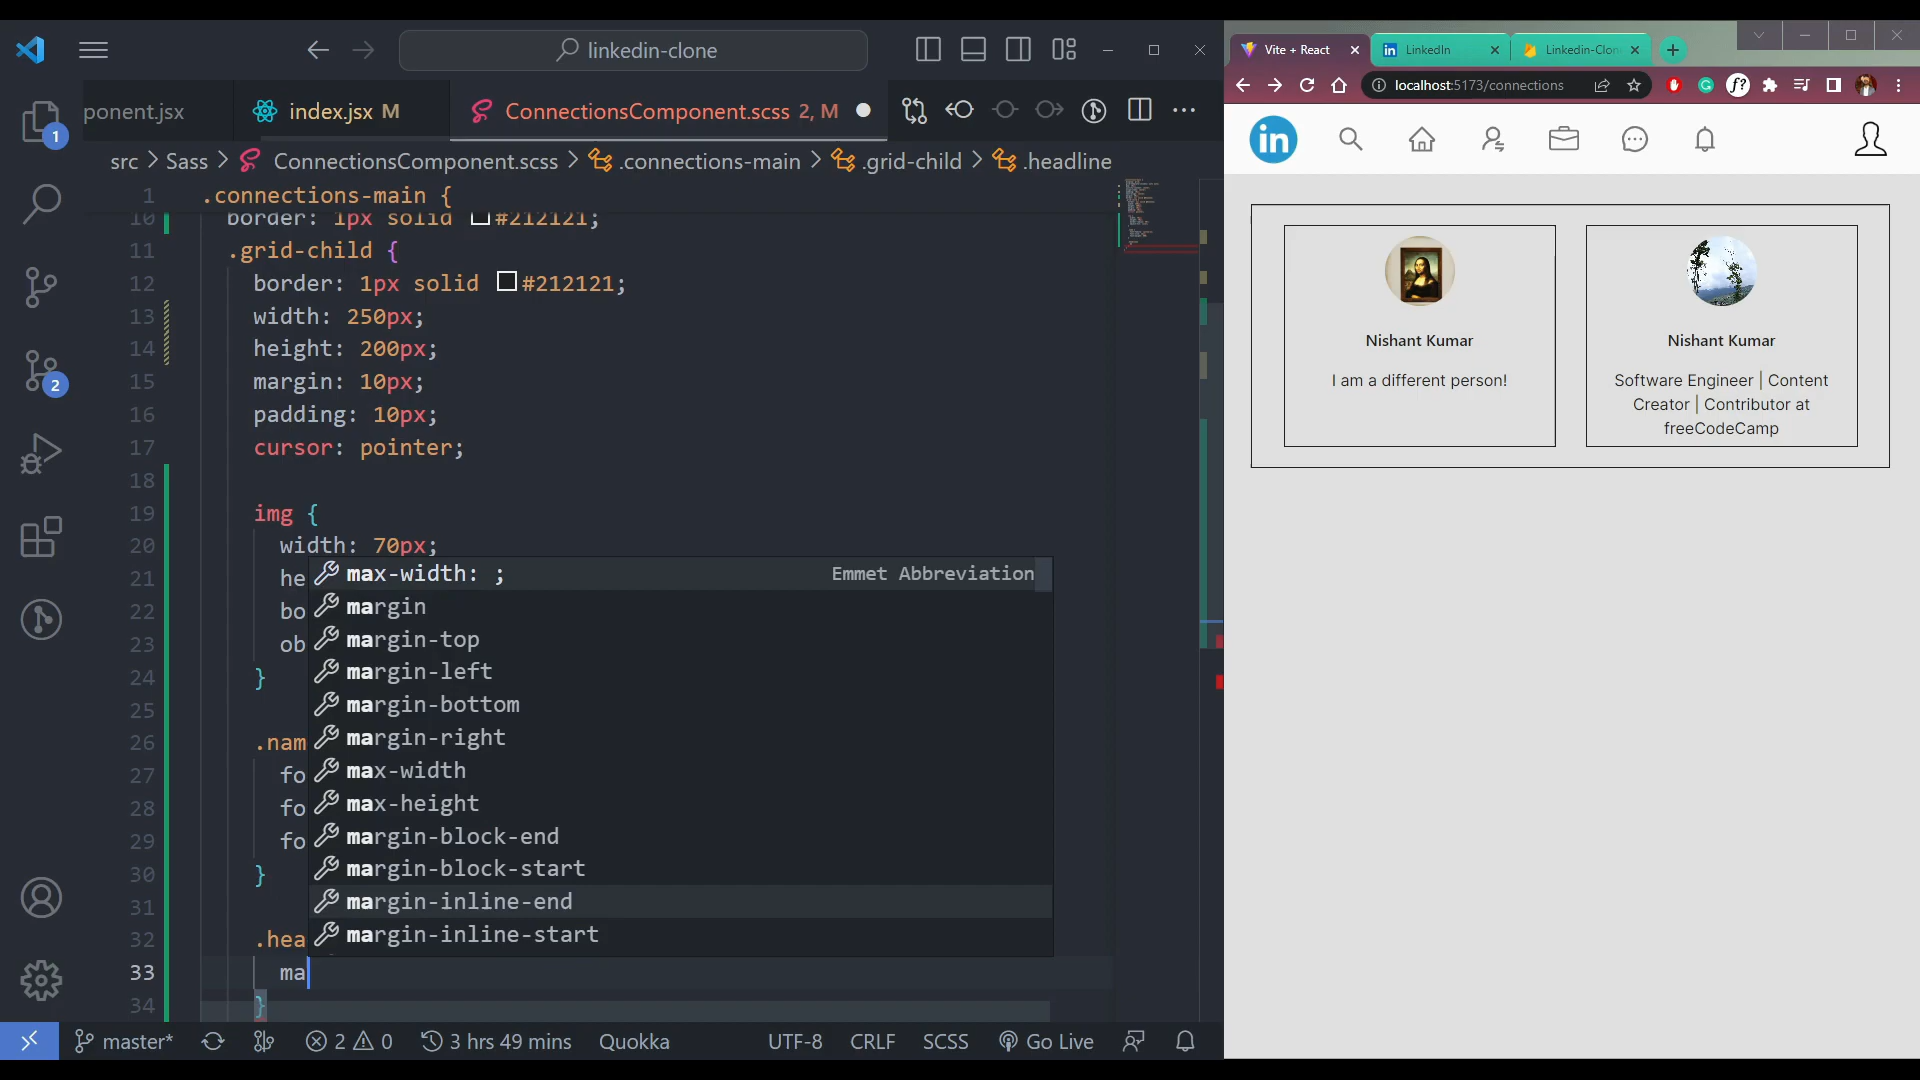 linkedin-clone
ponent.jsx
index.jsx M
ConnectionsComponent.scss 2, M
src > Sass > ConnectionsComponent.scss > .connections-main > .grid-child > .headline
1 .connections-main {
10 border: 1px solid #212121;
11 .grid-child {
12 border: 1px solid #212121;
13 width: 250px;
14 height: 200px;
15 margin: 10px;
16 padding: 10px;
17 cursor: pointer;
18
19 img {
20 width: 70px;
21 he
22 bo
23 ob
24 }
25
26 .nam
27 fo
28 fo
29 fo
30 }
31
32 .hea
33 ma
34 }
max-width: ; Emmet Abbreviation
margin
margin-top
margin-left
margin-bottom
margin-right
max-width
max-height
margin-block-end
margin-block-start
margin-inline-end
margin-inline-start
1
2
master*
2 0
3 hrs 49 mins
Quokka
UTF-8
CRLF
SCSS
Go Live
Vite + React
LinkedIn
Linkedin-Clon
localhost:5173/connections
f?
in
Nishant Kumar
I am a different person!
Nishant Kumar
Software Engineer | Content
Creator | Contributor at
freeCodeCamp